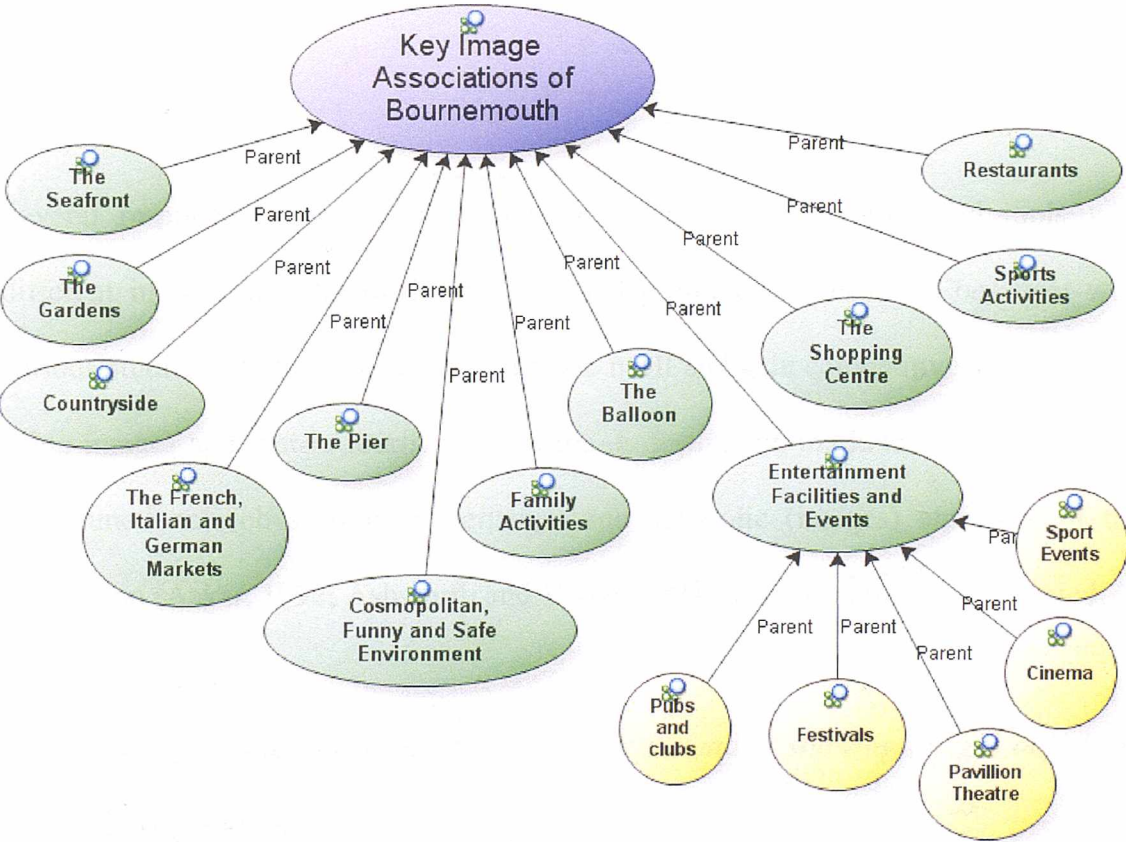 Key Image
Associations of
Bournemouth
Parent
Restaurants
Parent
The
Seafront
Parent
Sports
Activities
Parent
The
Gardens
Parent
The
Shopping
Centre
Parent
Countryside
Parent
The
Balloon
Parent
Entertainment
Facilities and
Events
Parent
The Pier
Parent
The French,
Italian and
German
Markets
Parent
Family
Activities
Parent
Cosmopolitan,
Funny and Safe
Environment
Sport
Events
Parent
Cinema
Parent
Pavillion
Theatre
Parent
Festivals
Parent
Pubs
and
clubs